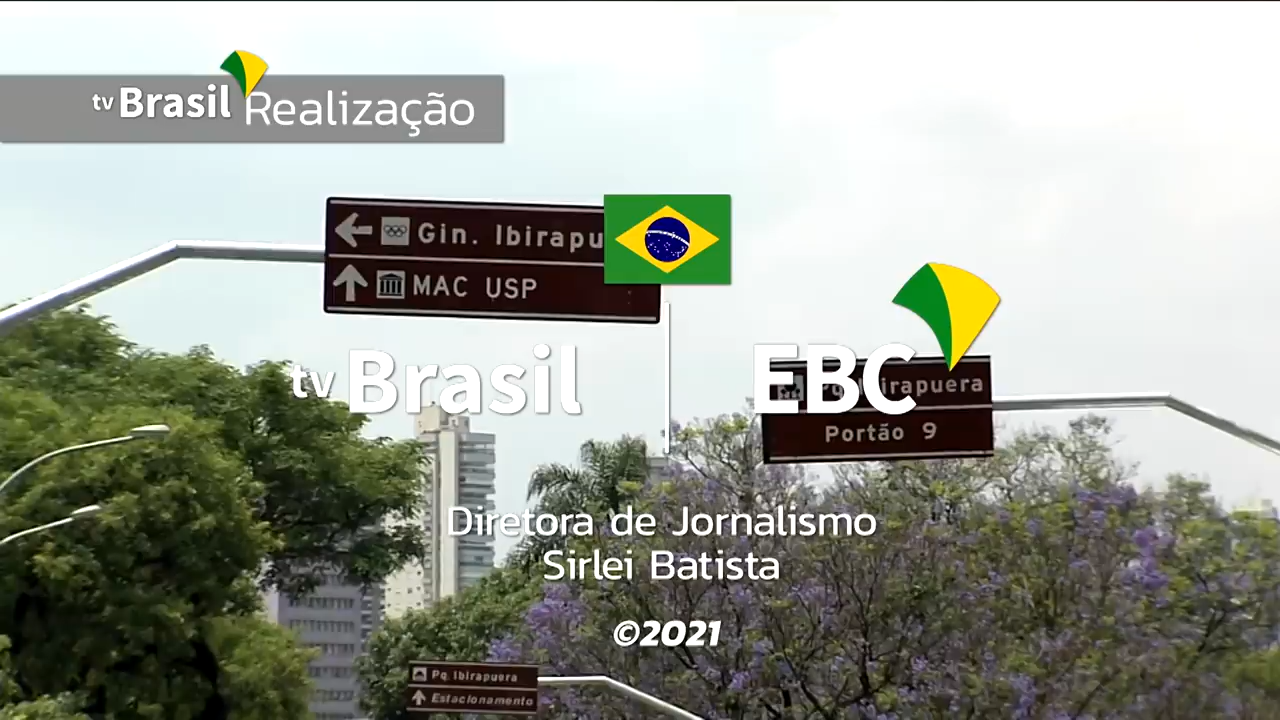 tv Brasil Realização
Gin. Ibirapu
MAC USP
tv Brasil
EBC
irapuera
Portão 9
Diretora de Jornalismo
Sirlei Batista
©2021
Pq. Ibirapuera
Estacionamento